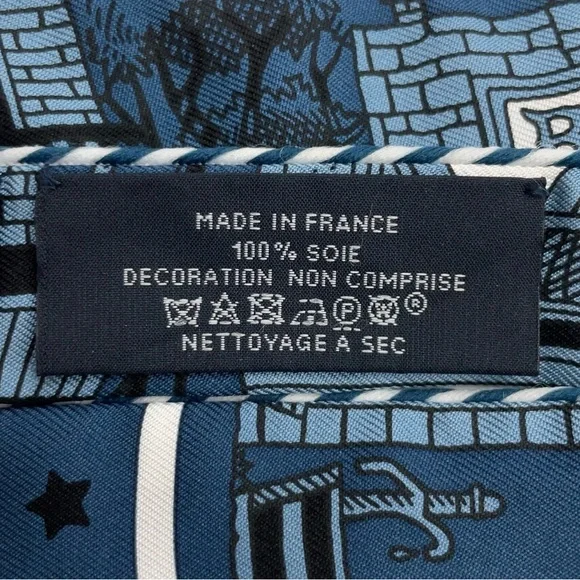 MADE IN FRANCE
100% SOIE
DECORATION NON COMPRISE
P W ®
NETTOYAGE A SEC